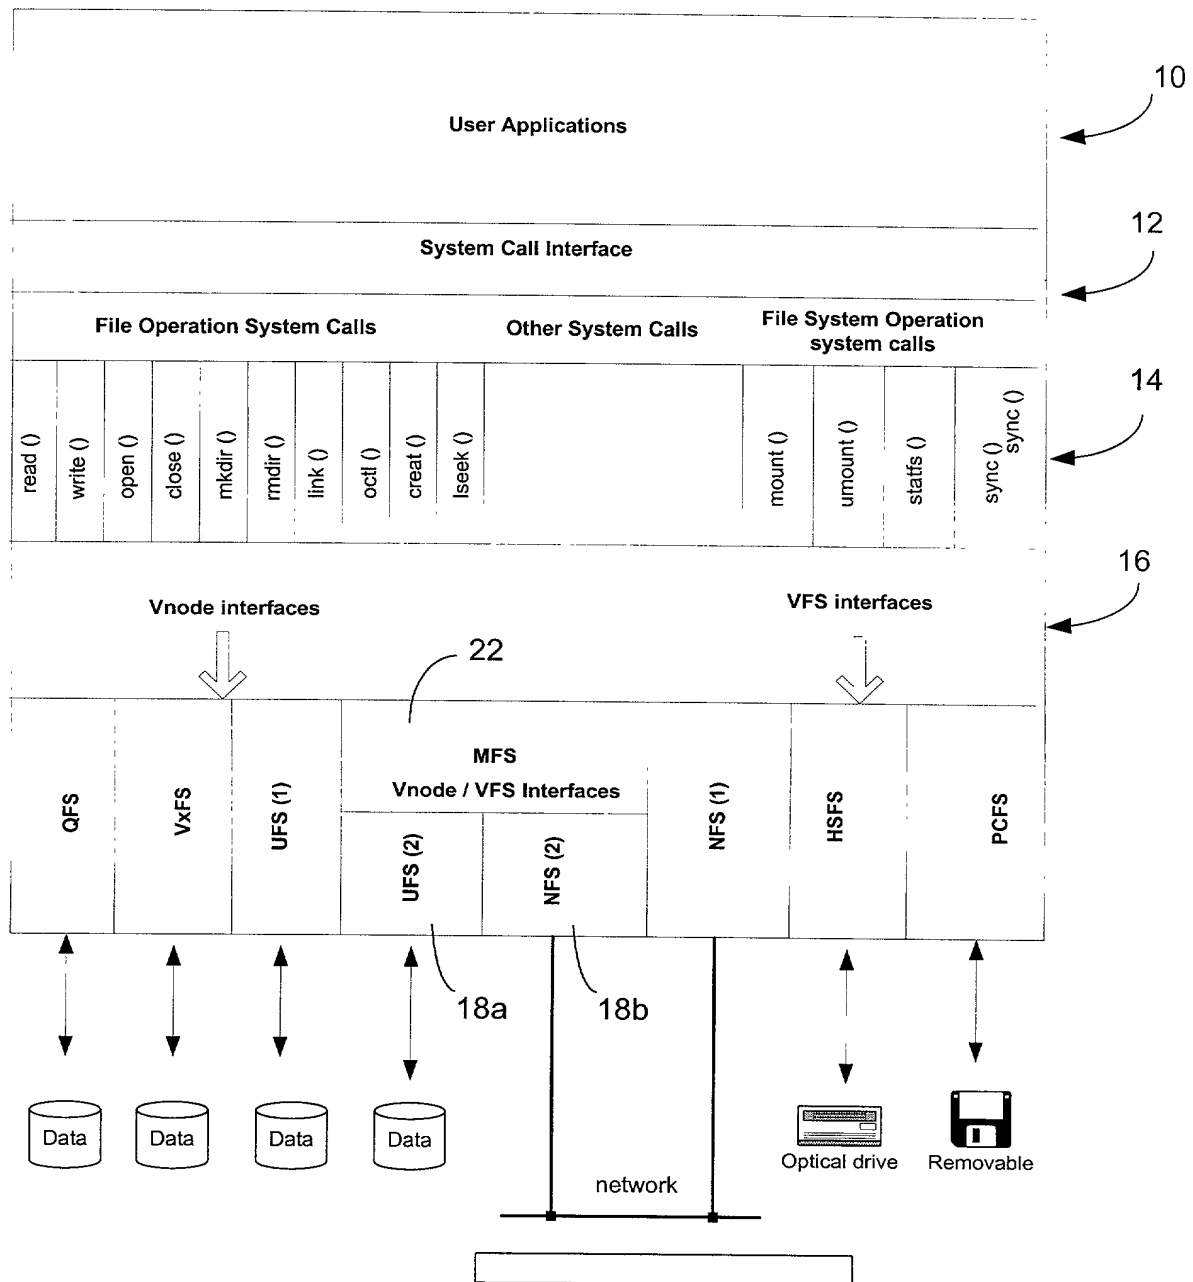 10
User Applications
12
System Call Interface
File Operation System Calls
Other System Calls
File System Operation
system calls
14
read ()
write ()
open ()
close ()
mkdir ()
rmdir ()
link ()
octl ()
creat ()
lseek ()
mount ()
umount ()
statfs ()
sync ()
sync ()
16
Vnode interfaces
VFS interfaces
22
QFS
VxFS
UFS (1)
MFS
Vnode / VFS Interfaces
UFS (2)
NFS (2)
NFS (1)
HSFS
PCFS
18a
18b
Data
Data
Data
Data
Optical drive
Removable
network